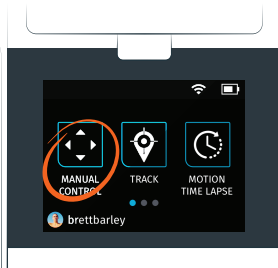 MANUAL
CONTROL
TRACK
MOTION
TIME LAPSE
brettbarley